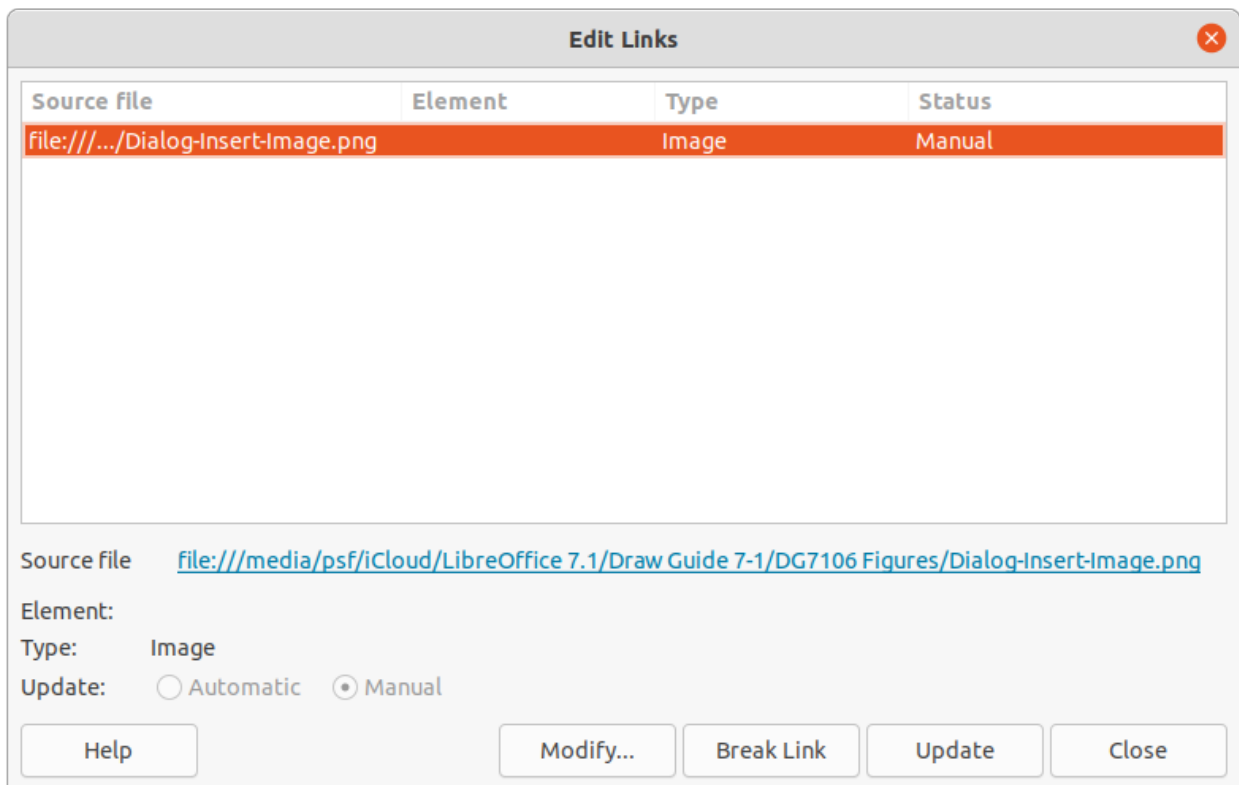 Edit Links
Source file Element Type Status
file:///.../Dialog-Insert-Image.png Image Manual
Source file file:///media/psf/iCloud/LibreOffice 7.1/Draw Guide 7-1/DG7106 Figures/Dialog-Insert-Image.png
Element:
Type: Image
Update: Automatic Manual
Help Modify... Break Link Update Close